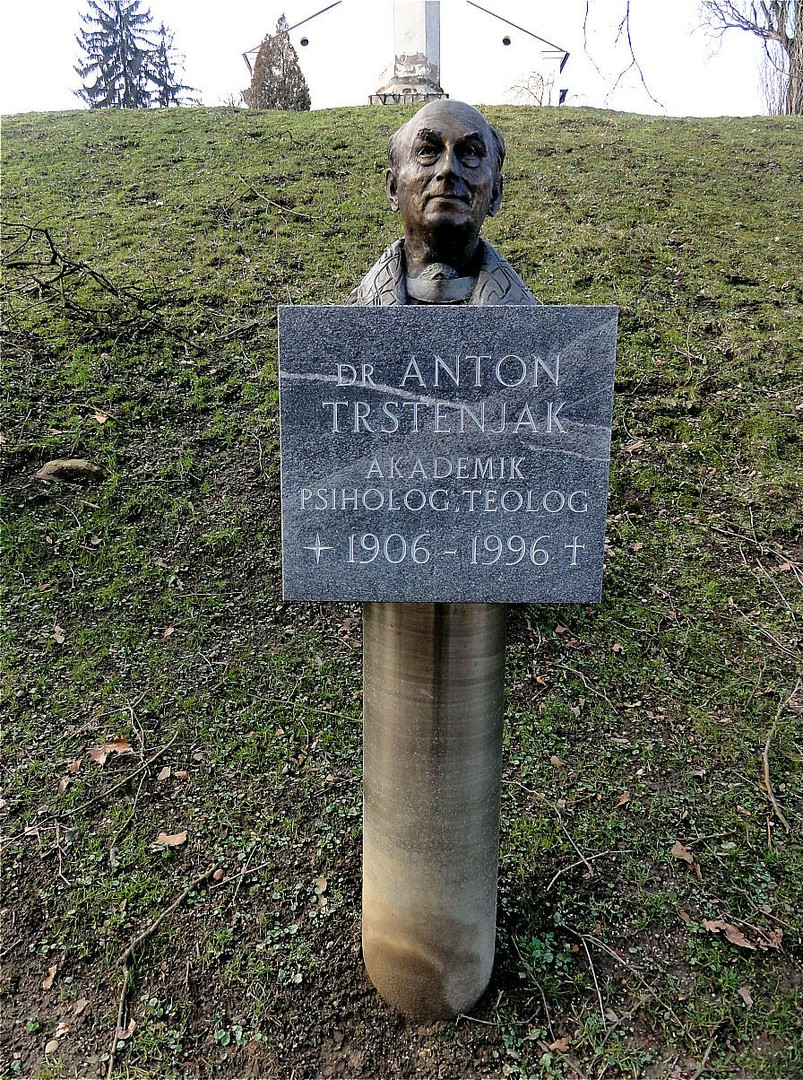 DR ANTON
TRSTENJAK
AKADEMIK
PSIHOLOG, TEOLOG
1906 - 1996 †